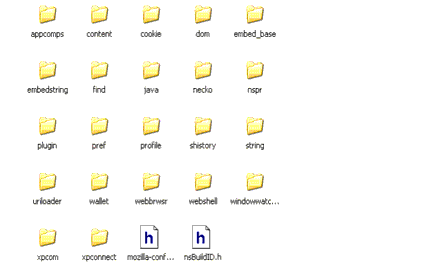 appcomps content cookie dom embed_base
embedstring find java necko nspr
plugin pref profile shistory string
uriloader wallet webbrwsr webshell windowwatc...
h h
xpcom xpconnect mozilla-conf... nsBuildID.h